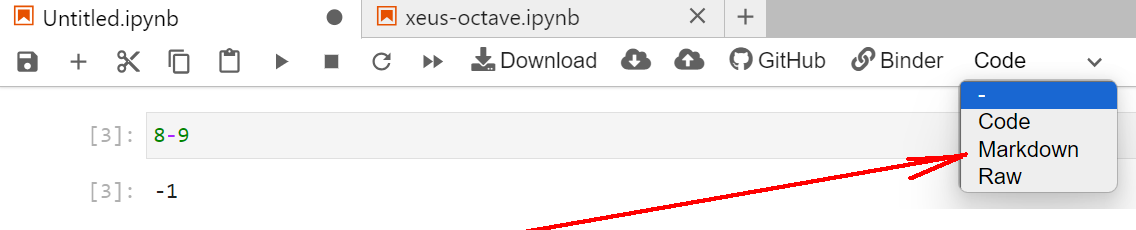 Untitled.ipynb xeus-octave.ipynb
Download GitHub Binder Code
-
Code
Markdown
Raw
[3]: 8-9
[3]: -1